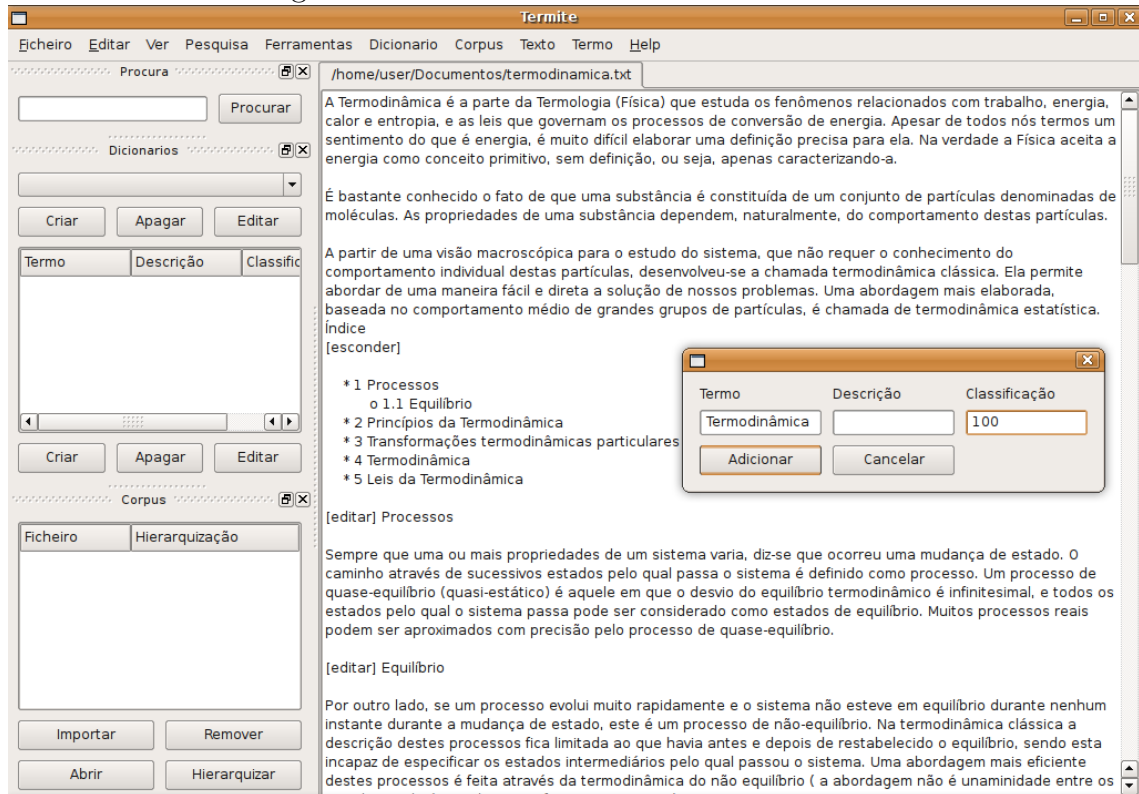 Termite
Ficheiro Editar Ver Pesquisa Ferramentas Dicionario Corpus Texto Termo Help
Procura
Procurar
Dicionarios
Criar Apagar Editar
Termo Descrição Classific
Criar Apagar Editar
Corpus
Ficheiro Hierarquização
Importar Remover
Abrir Hierarquizar
/home/user/Documentos/termodinamica.txt
A Termodinâmica é a parte da Termologia (Física) que estuda os fenômenos relacionados com trabalho, energia,
calor e entropia, e as leis que governam os processos de conversão de energia. Apesar de todos nós termos um
sentimento do que é energia, é muito difícil elaborar uma definição precisa para ela. Na verdade a Física aceita a
energia como conceito primitivo, sem definição, ou seja, apenas caracterizando-a.
É bastante conhecido o fato de que uma substância é constituída de um conjunto de partículas denominadas de
moléculas. As propriedades de uma substância dependem, naturalmente, do comportamento destas partículas.
A partir de uma visão macroscópica para o estudo do sistema, que não requer o conhecimento do
comportamento individual destas partículas, desenvolveu-se a chamada termodinâmica clássica. Ela permite
abordar de uma maneira fácil e direta a solução de nossos problemas. Uma abordagem mais elaborada,
baseada no comportamento médio de grandes grupos de partículas, é chamada de termodinâmica estatística.
Índice
[esconder]
* 1 Processos
o 1.1 Equilíbrio
* 2 Princípios da Termodinâmica
* 3 Transformações termodinâmicas particulares
* 4 Termodinâmica
* 5 Leis da Termodinâmica
[editar] Processos
Sempre que uma ou mais propriedades de um sistema varia, diz-se que ocorreu uma mudança de estado. O
caminho através de sucessivos estados pelo qual passa o sistema é definido como processo. Um processo de
quase-equilíbrio (quasi-estático) é aquele em que o desvio do equilíbrio termodinâmico é infinitesimal, e todos os
estados pelo qual o sistema passa pode ser considerado como estados de equilíbrio. Muitos processos reais
podem ser aproximados com precisão pelo processo de quase-equilíbrio.
[editar] Equilíbrio
Por outro lado, se um processo evolui muito rapidamente e o sistema não esteve em equilíbrio durante nenhum
instante durante a mudança de estado, este é um processo de não-equilíbrio. Na termodinâmica clássica a
descrição destes processos fica limitada ao que havia antes e depois de restabelecido o equilíbrio, sendo esta
incapaz de especificar os estados intermediários pelo qual passou o sistema. Uma abordagem mais eficiente
destes processos é feita através da termodinâmica do não equilíbrio ( a abordagem não é unaminidade entre os
Termo Descrição Classificação
Termodinâmica 100
Adicionar Cancelar